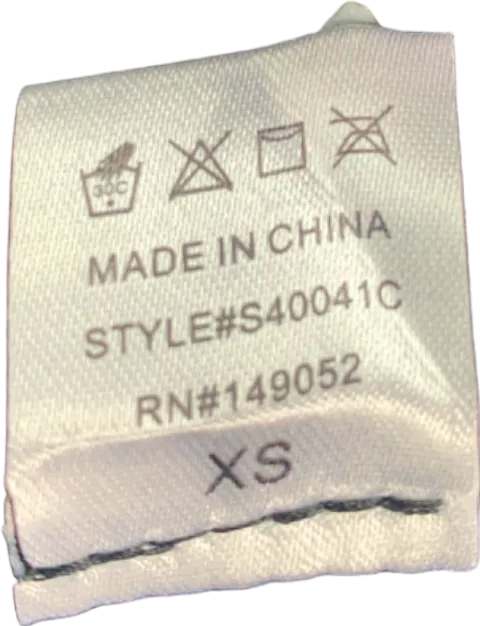 30C
MADE IN CHINA
STYLE#S40041C
RN#149052
XS